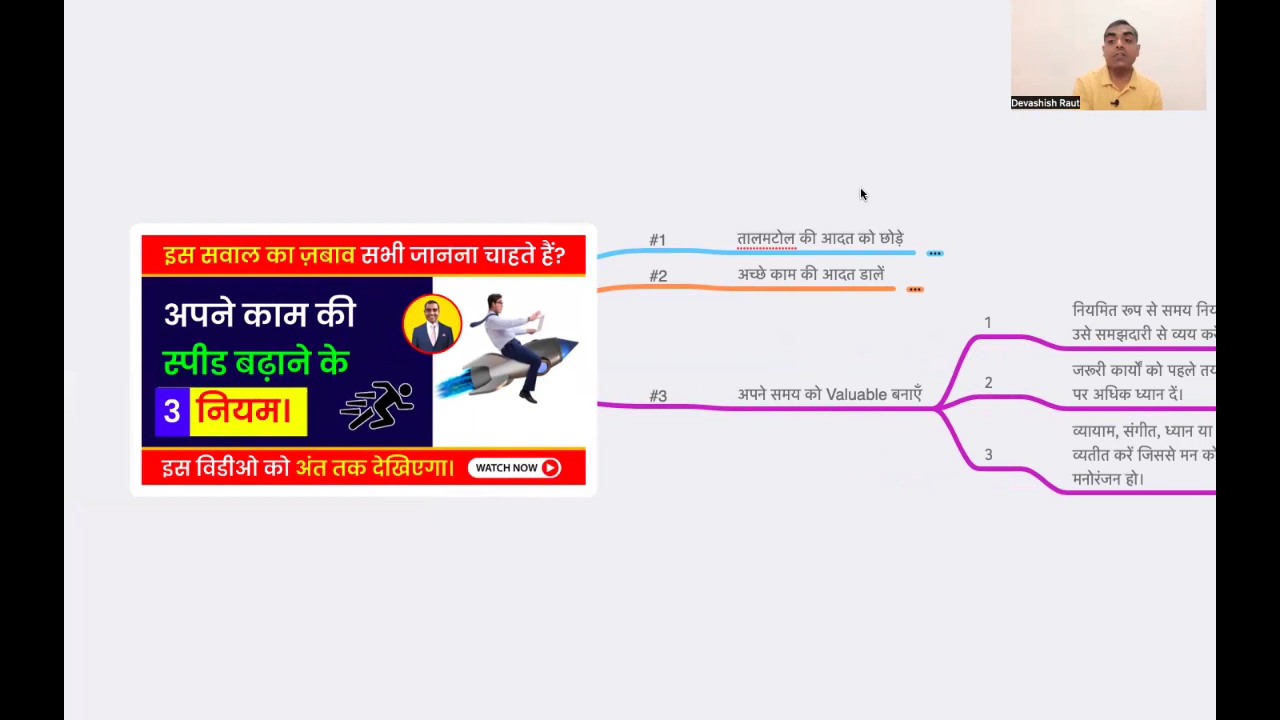 Devashish Raut
इस सवाल का ज़बाव सभी जानना चाहते हैं?
अपने काम की
स्पीड बढ़ाने के
3 नियम।
इस विडीओ को अंत तक देखिएगा।
WATCH NOW
#1 तालमटोल की आदत को छोड़े
#2 अच्छे काम की आदत डालें
#3 अपने समय को Valuable बनाएँ
1
नियमित रूप से समय
उसे समझदारी से व्यय
2
जरूरी कार्यों को पहले
पर अधिक ध्यान दें।
3
व्यायाम, संगीत, ध्यान या
व्यतीत करें जिससे मन
मनोरंजन हो।